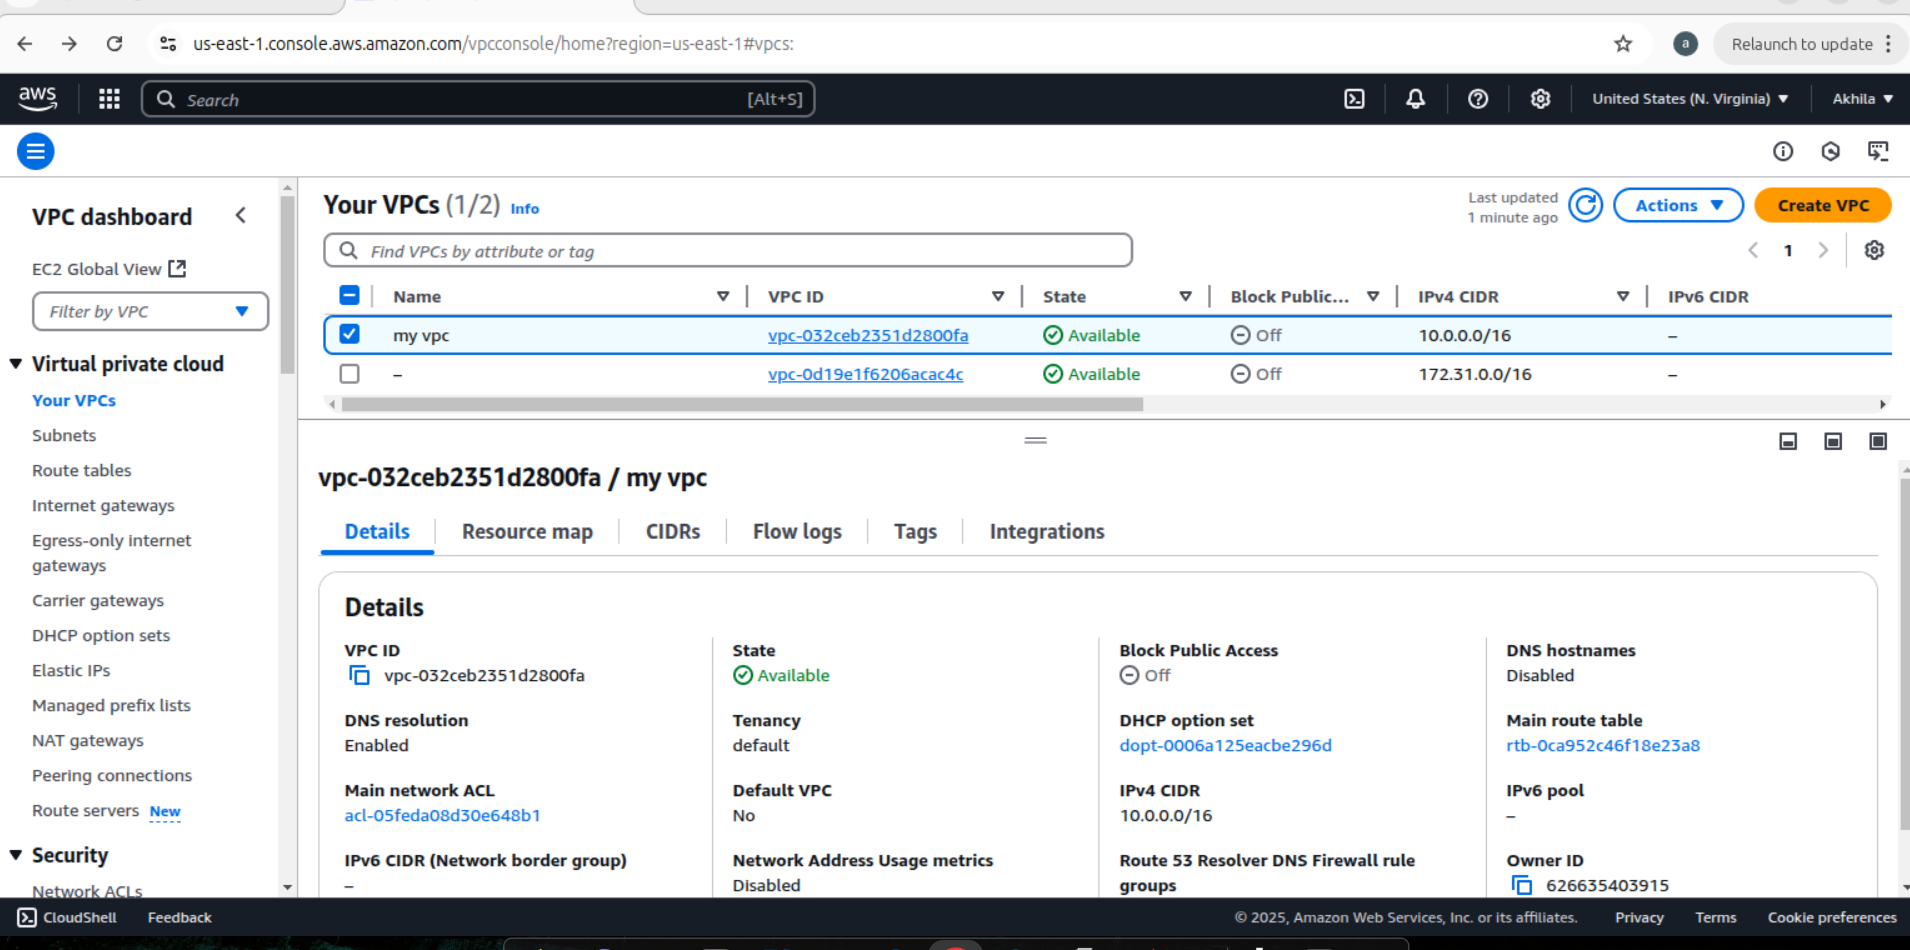 us-east-1.console.aws.amazon.com/vpcconsole/home?region=us-east-1#vpcs:
a
Relaunch to update
aws
Search
[Alt+S]
United States (N. Virginia)
Akhila
VPC dashboard
EC2 Global View
Filter by VPC
Virtual private cloud
Your VPCs
Subnets
Route tables
Internet gateways
Egress-only internet
gateways
Carrier gateways
DHCP option sets
Elastic IPs
Managed prefix lists
NAT gateways
Peering connections
Route servers New
Security
Network ACLs
Your VPCs (1/2) Info
Last updated
1 minute ago
Actions
Create VPC
Find VPCs by attribute or tag
1
Name VPC ID State Block Public... IPv4 CIDR IPv6 CIDR
my vpc vpc-032ceb2351d2800fa Available Off 10.0.0.0/16 –
– vpc-0d19e1f6206acac4c Available Off 172.31.0.0/16 –
vpc-032ceb2351d2800fa / my vpc
Details Resource map CIDRs Flow logs Tags Integrations
Details
VPC ID
vpc-032ceb2351d2800fa
State
Available
Block Public Access
Off
DNS hostnames
Disabled
DNS resolution
Enabled
Tenancy
default
DHCP option set
dopt-0006a125eacbe296d
Main route table
rtb-0ca952c46f18e23a8
Main network ACL
acl-05feda08d30e648b1
Default VPC
No
IPv4 CIDR
10.0.0.0/16
IPv6 pool
–
IPv6 CIDR (Network border group)
–
Network Address Usage metrics
Disabled
Route 53 Resolver DNS Firewall rule
groups
Owner ID
626635403915
CloudShell
Feedback
© 2025, Amazon Web Services, Inc. or its affiliates.
Privacy
Terms
Cookie preferences